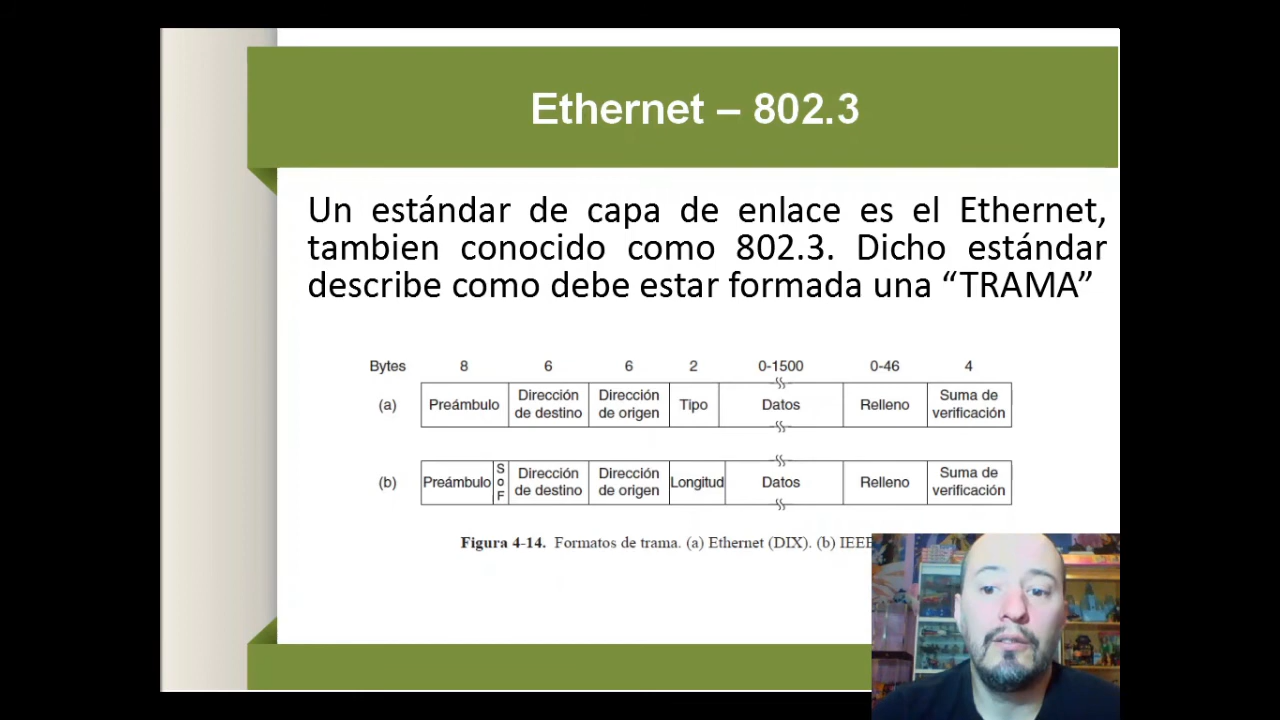 Ethernet – 802.3
Un estándar de capa de enlace es el Ethernet,
tambien conocido como 802.3. Dicho estándar
describe como debe estar formada una “TRAMA”
Bytes 8 6 6 2 0-1500 0-46 4
(a) Preámbulo Dirección de destino Dirección de origen Tipo Datos Relleno Suma de verificación
(b) Preámbulo SoF Dirección de destino Dirección de origen Longitud Datos Relleno Suma de verificación
Figura 4-14. Formatos de trama. (a) Ethernet (DIX). (b) IEEE